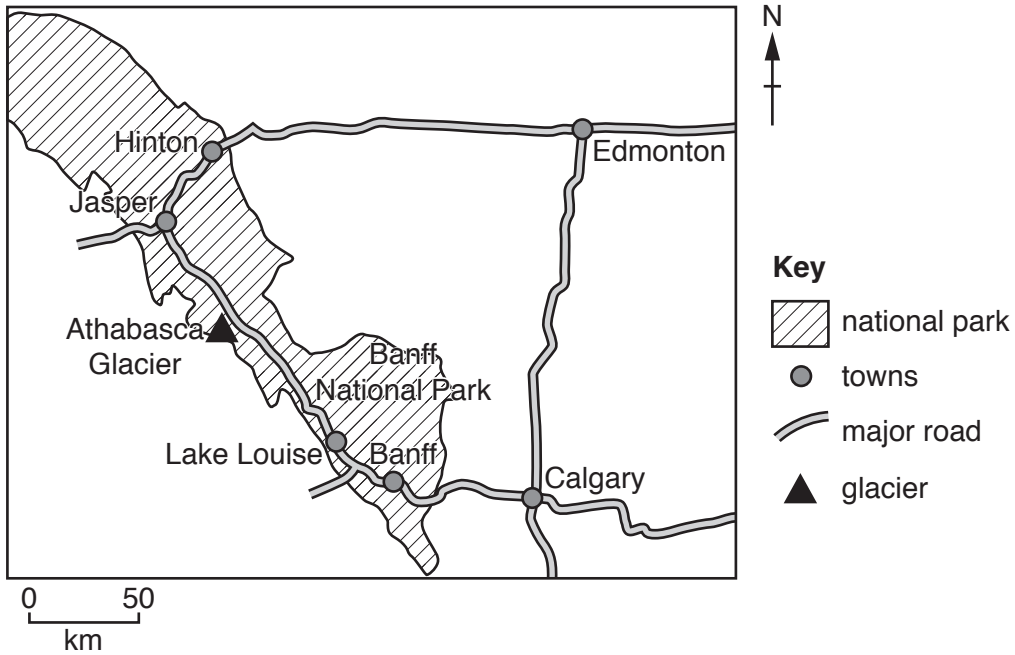 N
Hinton
Edmonton
Jasper
Athabasca
Glacier
Banff
National Park
Lake Louise
Banff
Calgary
Key
national park
towns
major road
glacier
0 50
km